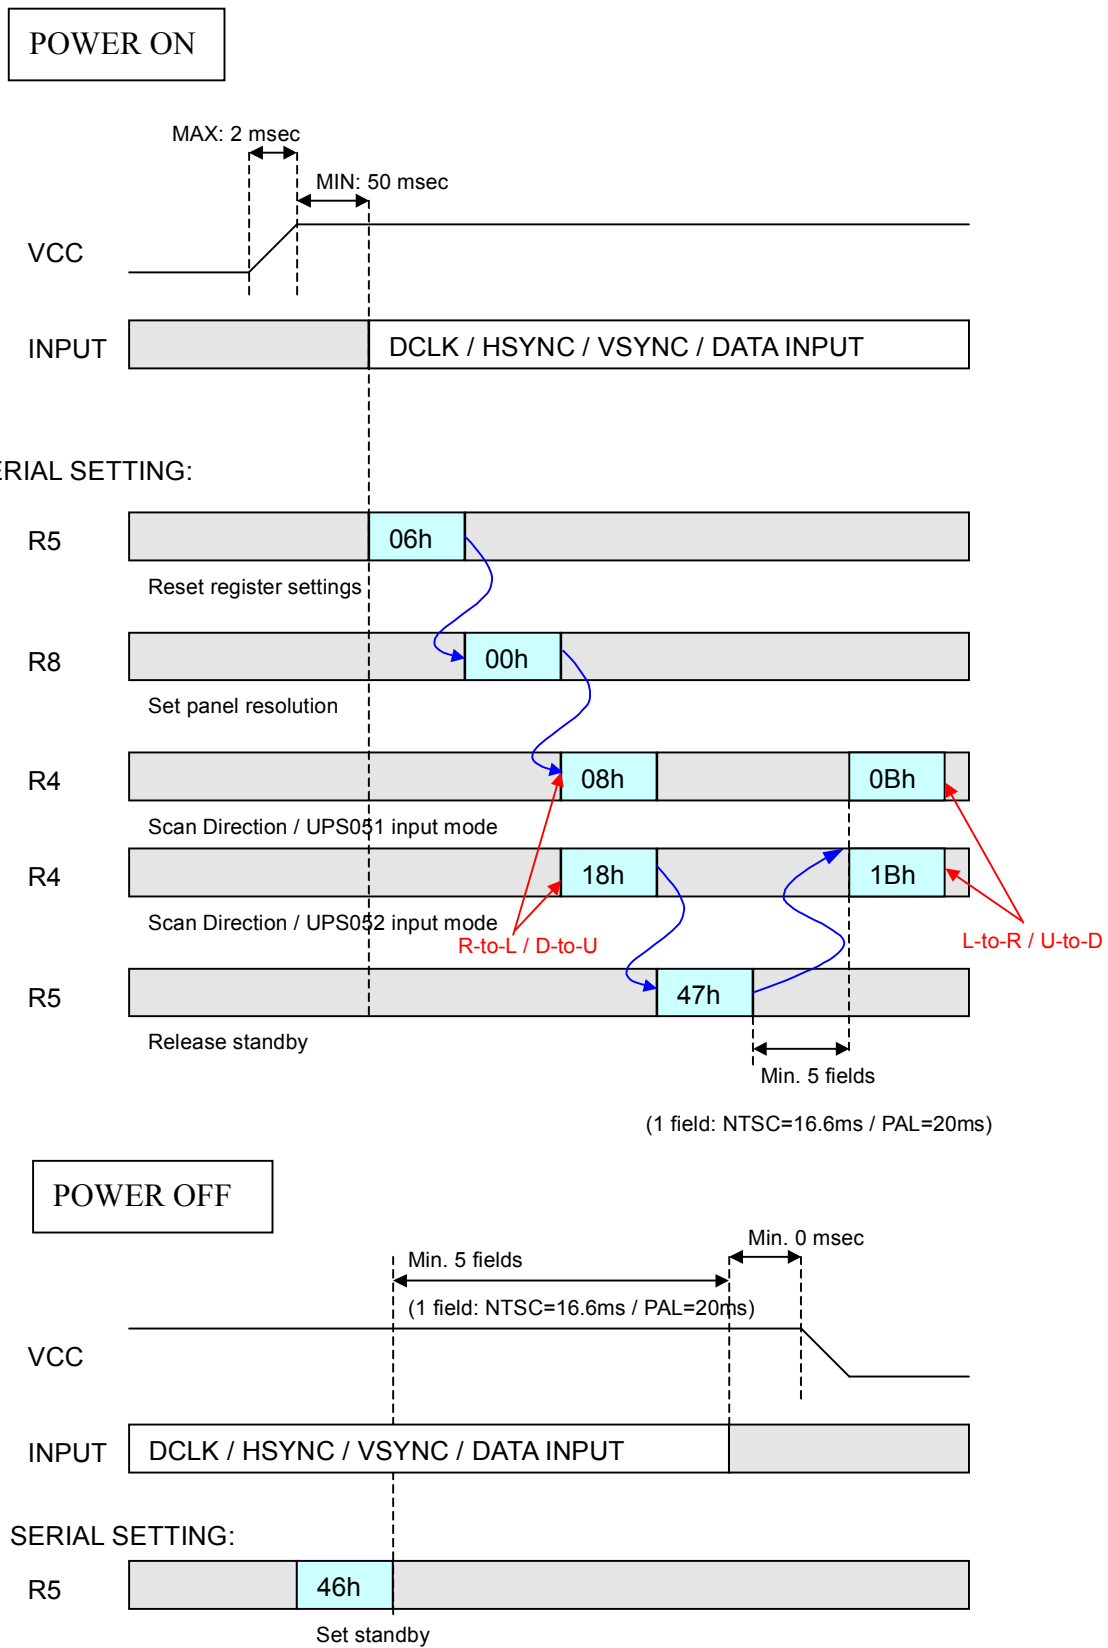 POWER ON
MAX: 2 msec
MIN: 50 msec
VCC
INPUT
DCLK / HSYNC / VSYNC / DATA INPUT
ERIAL SETTING:
R5
06h
Reset register settings
R8
00h
Set panel resolution
R4
08h
0Bh
Scan Direction / UPS051 input mode
R4
18h
1Bh
Scan Direction / UPS052 input mode
R-to-L / D-to-U
L-to-R / U-to-D
R5
47h
Release standby
Min. 5 fields
(1 field: NTSC=16.6ms / PAL=20ms)
POWER OFF
Min. 0 msec
Min. 5 fields
(1 field: NTSC=16.6ms / PAL=20ms)
VCC
INPUT
DCLK / HSYNC / VSYNC / DATA INPUT
SERIAL SETTING:
R5
46h
Set standby